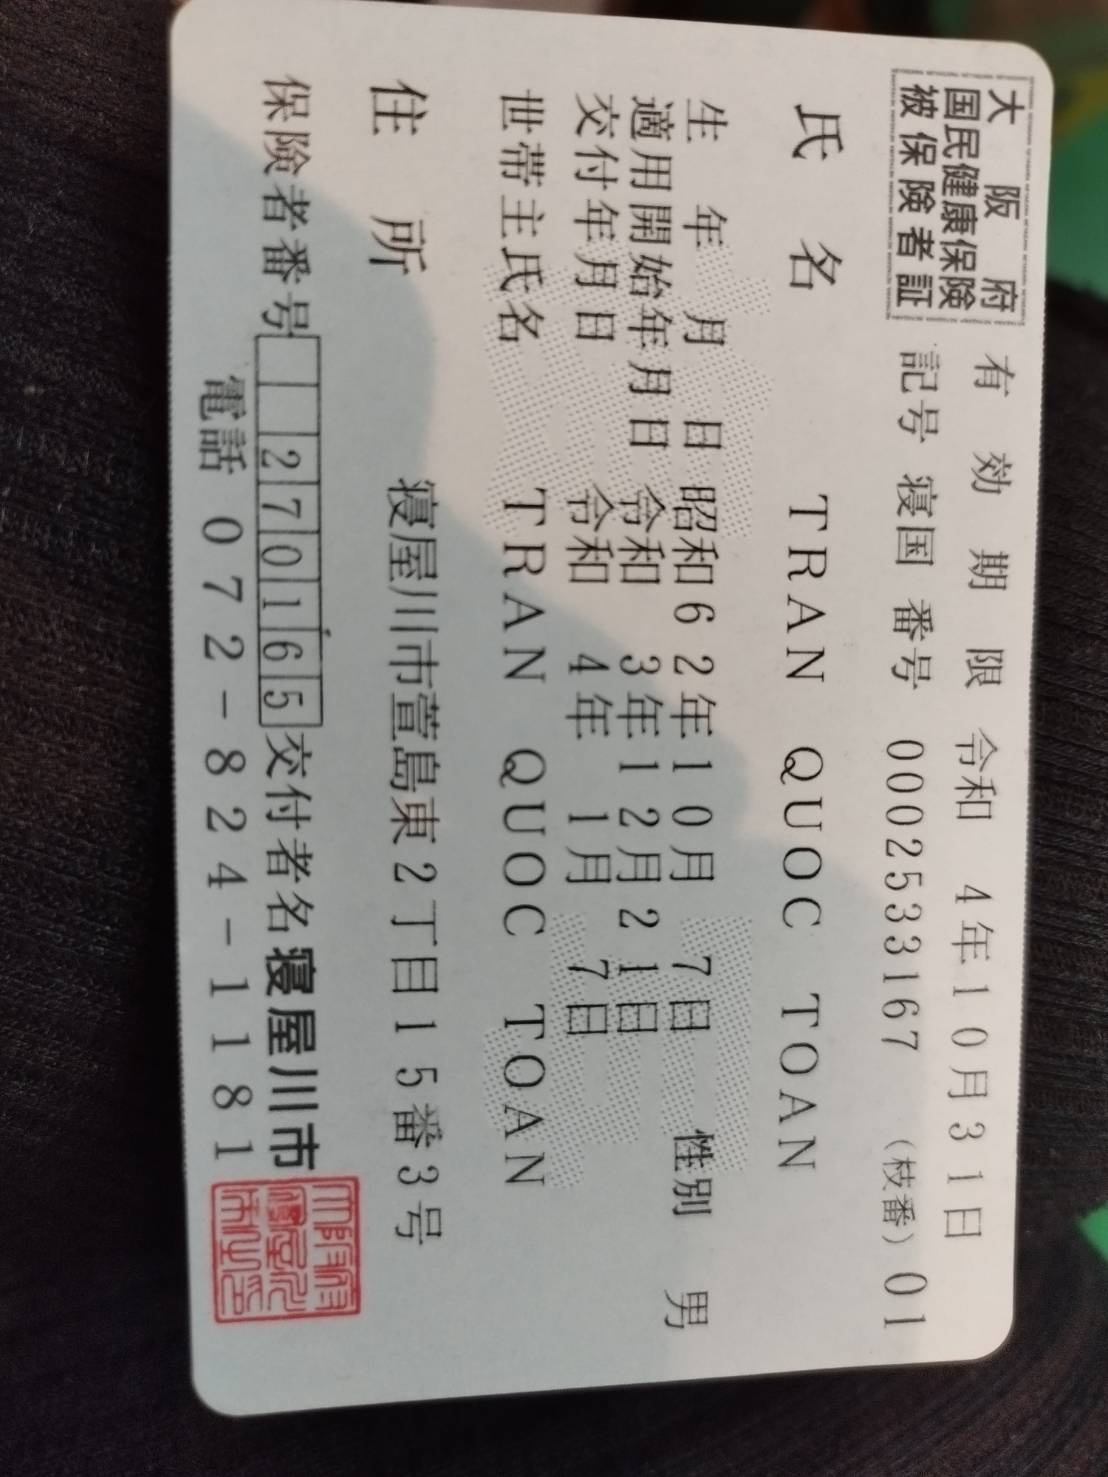 大阪府
国民健康保険
被保険者証
有効期限 令和 4年10月31日
記号 寝国 番号 0002533167 (枝番) 01
氏名 TRAN QUOC TOAN
生年月日 昭和62年10月 7日 性別 男
適用開始年月日 令和 3年12月21日
交付年月日 令和 4年 1月 7日
世帯主氏名 TRAN QUOC TOAN
住所 寝屋川市萱島東2丁目15番3号
保険者番号 270165 交付者名 寝屋川市
電話 072-824-1181